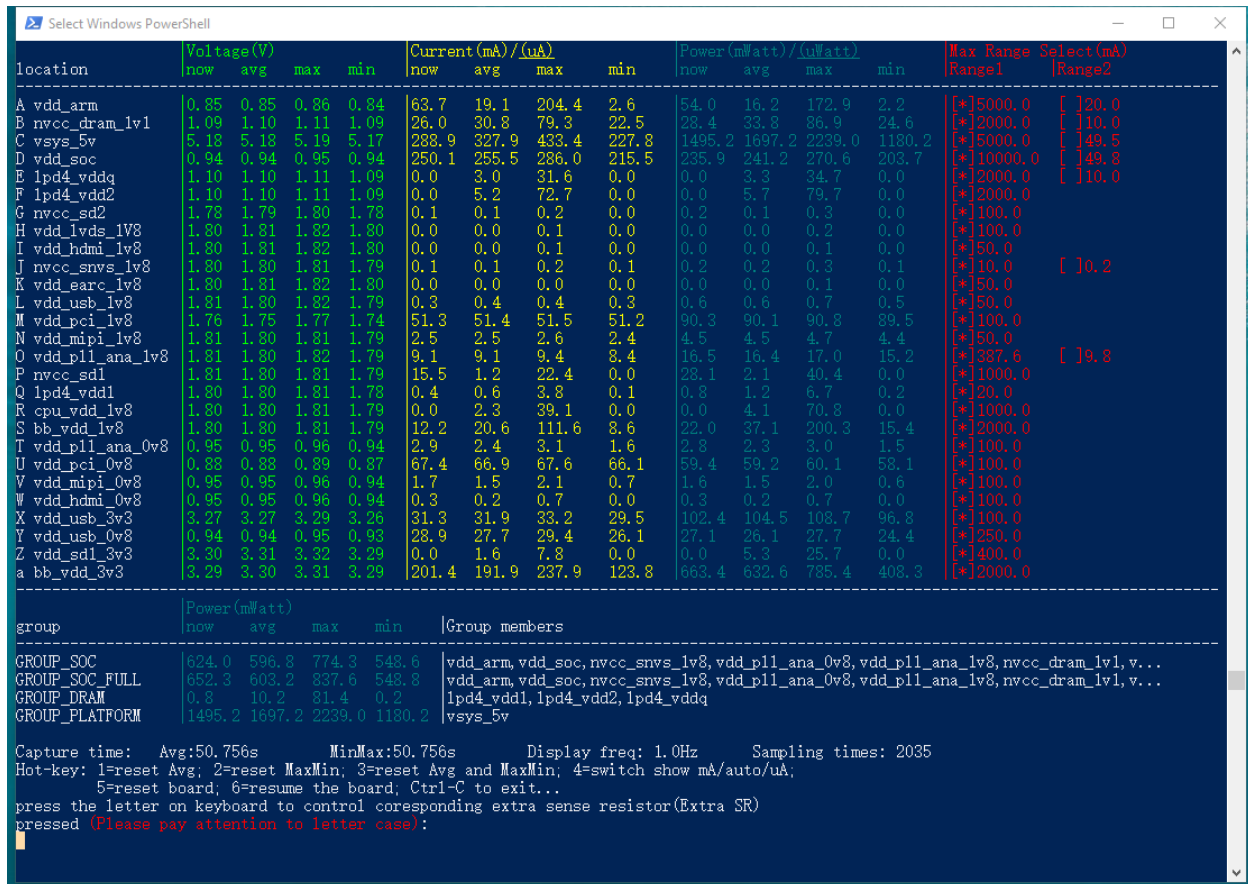 Select Windows PowerShell
Voltage(V) Current(mA)/(uA) Power(mWatt)/(uWatt) Max Range Select(mA)
location now avg max min now avg max min now avg max min Range1 Range2
A vdd_arm 0.85 0.85 0.86 0.84 63.7 19.1 204.4 2.6 54.0 16.2 172.9 2.2 [*]5000.0 [ ]20.0
B nvcc_dram_1v1 1.09 1.10 1.11 1.09 26.0 30.8 79.3 22.5 28.4 33.8 86.9 24.6 [*]2000.0 [ ]10.0
C vsys_5v 5.18 5.18 5.19 5.17 288.9 327.9 433.4 227.8 1495.2 1697.2 2239.0 1180.2 [*]5000.0 [ ]49.5
D vdd_soc 0.94 0.94 0.95 0.94 250.1 255.5 286.0 215.5 235.9 241.2 270.6 203.7 [*]10000.0 [ ]49.8
E lpd4_vddq 1.10 1.10 1.11 1.09 0.0 3.0 31.6 0.0 0.0 3.3 34.7 0.0 [*]2000.0 [ ]10.0
F lpd4_vdd2 1.10 1.10 1.11 1.09 0.0 5.2 72.7 0.0 0.0 5.7 79.7 0.0 [*]2000.0
G nvcc_sd2 1.78 1.79 1.80 1.78 0.1 0.1 0.2 0.0 0.2 0.1 0.3 0.0 [*]100.0
H vdd_lvds_1V8 1.80 1.81 1.82 1.80 0.0 0.0 0.1 0.0 0.0 0.0 0.2 0.0 [*]100.0
I vdd_hdmi_1v8 1.80 1.81 1.82 1.80 0.0 0.0 0.1 0.0 0.0 0.0 0.1 0.0 [*]50.0
J nvcc_snvs_1v8 1.80 1.80 1.81 1.79 0.1 0.1 0.2 0.1 0.2 0.2 0.3 0.1 [*]10.0 [ ]0.2
K vdd_earc_1v8 1.80 1.80 1.81 1.80 0.0 0.0 0.0 0.0 0.0 0.0 0.1 0.0 [*]50.0
L vdd_usb_1v8 1.81 1.80 1.82 1.79 0.3 0.4 0.4 0.3 0.6 0.6 0.7 0.5 [*]50.0
M vdd_pci_1v8 1.76 1.75 1.77 1.74 51.3 51.4 51.5 51.2 90.3 90.1 90.8 89.5 [*]100.0
N vdd_mipi_1v8 1.81 1.80 1.81 1.79 2.5 2.5 2.6 2.4 4.5 4.5 4.7 4.4 [*]50.0
O vdd_pll_ana_1v8 1.81 1.80 1.82 1.79 9.1 9.1 9.4 8.4 16.5 16.4 17.0 15.2 [*]387.6 [ ]9.8
P nvcc_sd1 1.81 1.80 1.81 1.79 15.5 1.2 22.4 0.0 28.1 2.1 40.4 0.0 [*]1000.0
Q lpd4_vdd1 1.80 1.80 1.81 1.78 0.4 0.6 3.8 0.1 0.8 1.2 6.7 0.2 [*]20.0
R cpu_vdd_1v8 1.80 1.80 1.81 1.79 0.0 2.3 39.1 0.0 0.0 4.1 70.8 0.0 [*]1000.0
S bb_vdd_1v8 1.80 1.80 1.81 1.79 12.2 20.6 111.6 8.6 22.0 37.1 200.3 15.4 [*]2000.0
T vdd_pll_ana_0v8 0.95 0.95 0.96 0.94 2.9 2.4 3.1 1.6 2.8 2.3 3.0 1.5 [*]100.0
U vdd_pci_0v8 0.88 0.88 0.89 0.87 67.4 66.9 67.6 66.1 59.4 59.2 60.1 58.1 [*]100.0
V vdd_mipi_0v8 0.95 0.95 0.96 0.94 1.7 1.5 2.1 0.7 1.6 1.5 2.0 0.6 [*]100.0
W vdd_hdmi_0v8 0.95 0.95 0.96 0.94 0.3 0.2 0.7 0.0 0.3 0.2 0.7 0.0 [*]100.0
X vdd_usb_3v3 3.27 3.27 3.29 3.26 31.3 31.9 33.2 29.5 102.4 104.5 108.7 96.8 [*]100.0
Y vdd_usb_0v8 0.94 0.94 0.95 0.93 28.9 27.7 29.4 26.1 27.1 26.1 27.7 24.4 [*]250.0
Z vdd_sd1_3v3 3.30 3.31 3.32 3.29 0.0 1.6 7.8 0.0 0.0 5.3 25.7 0.0 [*]400.0
a bb_vdd_3v3 3.29 3.30 3.31 3.29 201.4 191.9 237.9 123.8 663.4 632.6 785.4 408.3 [*]2000.0
Power(mWatt)
group now avg max min Group members
GROUP_SOC 624.0 596.8 774.3 548.6 vdd_arm,vdd_soc,nvcc_snvs_1v8,vdd_pll_ana_0v8,vdd_pll_ana_1v8,nvcc_dram_1v1,v...
GROUP_SOC_FULL 652.3 603.2 837.6 548.8 vdd_arm,vdd_soc,nvcc_snvs_1v8,vdd_pll_ana_0v8,vdd_pll_ana_1v8,nvcc_dram_1v1,v...
GROUP_DRAM 0.8 10.2 81.4 0.2 lpd4_vdd1,lpd4_vdd2,lpd4_vddq
GROUP_PLATFORM 1495.2 1697.2 2239.0 1180.2 vsys_5v
Capture time: Avg:50.756s MinMax:50.756s Display freq: 1.0Hz Sampling times: 2035
Hot-key: 1=reset Avg; 2=reset MaxMin; 3=reset Avg and MaxMin; 4=switch show mA/auto/uA;
5=reset board; 6=resume the board; Ctrl-C to exit...
press the letter on keyboard to control coresponding extra sense resistor(Extra SR)
pressed (Please pay attention to letter case):